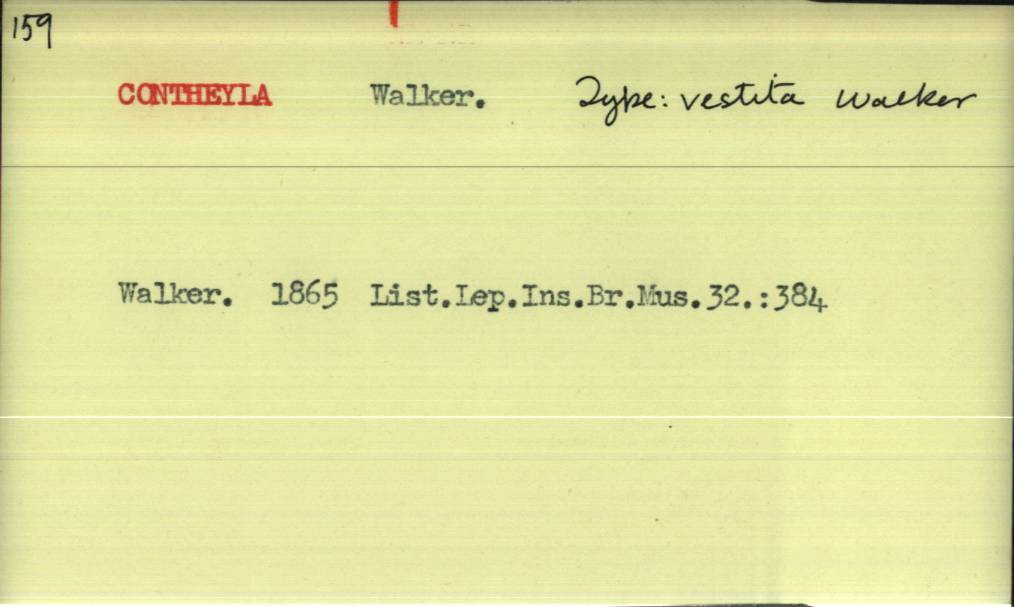 159
CONTHEYLA Walker. Type: vestita Walker
Walker. 1865 List.Lep.Ins.Br.Mus.32.:384